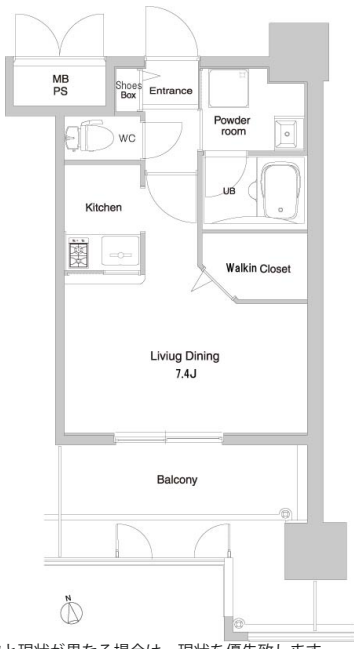 MB
PS
Shoes
Box
Entrance
Powder
room
WC
UB
Kitchen
Walkin Closet
Liviug Dining
7.4J
Balcony
N
と現状が異なる場合は、現状を優先致します